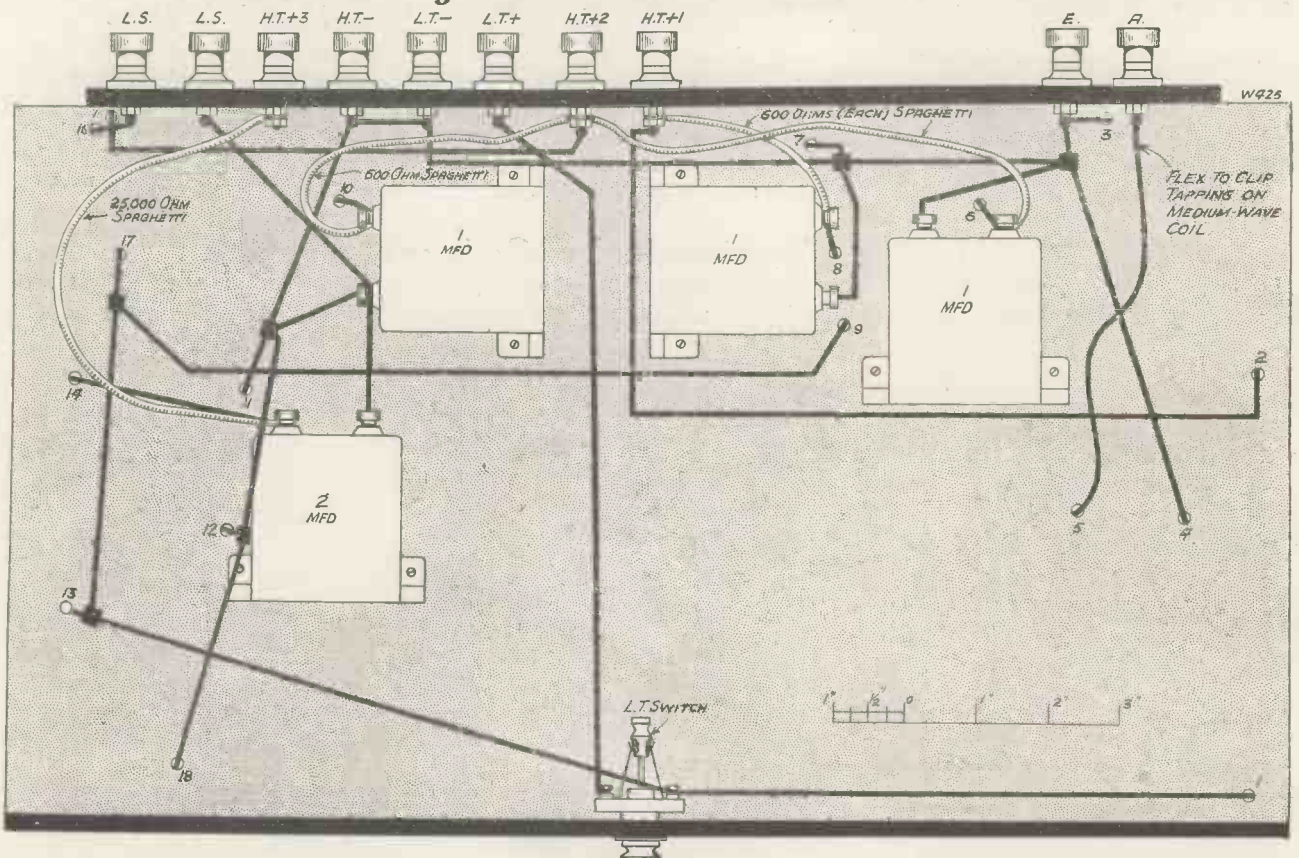 L.S. L.S. H.T.+3 H.T.- L.T.- L.T.+ H.T.+2 H.T.+1 E. A.
W425
16
600 OHMS (EACH) SPAGHETTI
3
7
600 OHM SPAGHETTI
10
25,000 OHM
SPAGHETTI
FLEX TO CLIP
TAPPING ON
MEDIUM-WAVE
COIL
6
17
1
MFD
1
MFD
8
1
MFD
9
2
14
2
MFD
12
5
4
13
L.T. SWITCH
1" 1/2" 0 1" 2" 3"
18
1